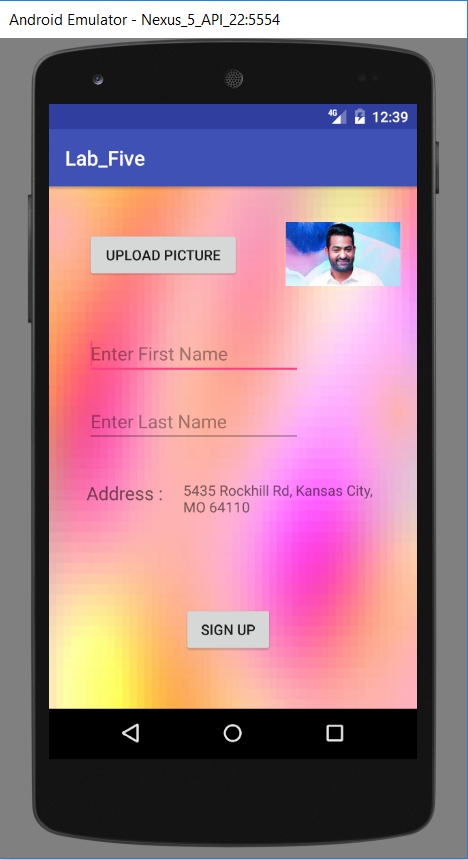 Android Emulator - Nexus_5_API_22:5554
4G 12:39
Lab_Five
UPLOAD PICTURE
Enter First Name
Enter Last Name
Address : 5435 Rockhill Rd, Kansas City,
MO 64110
SIGN UP